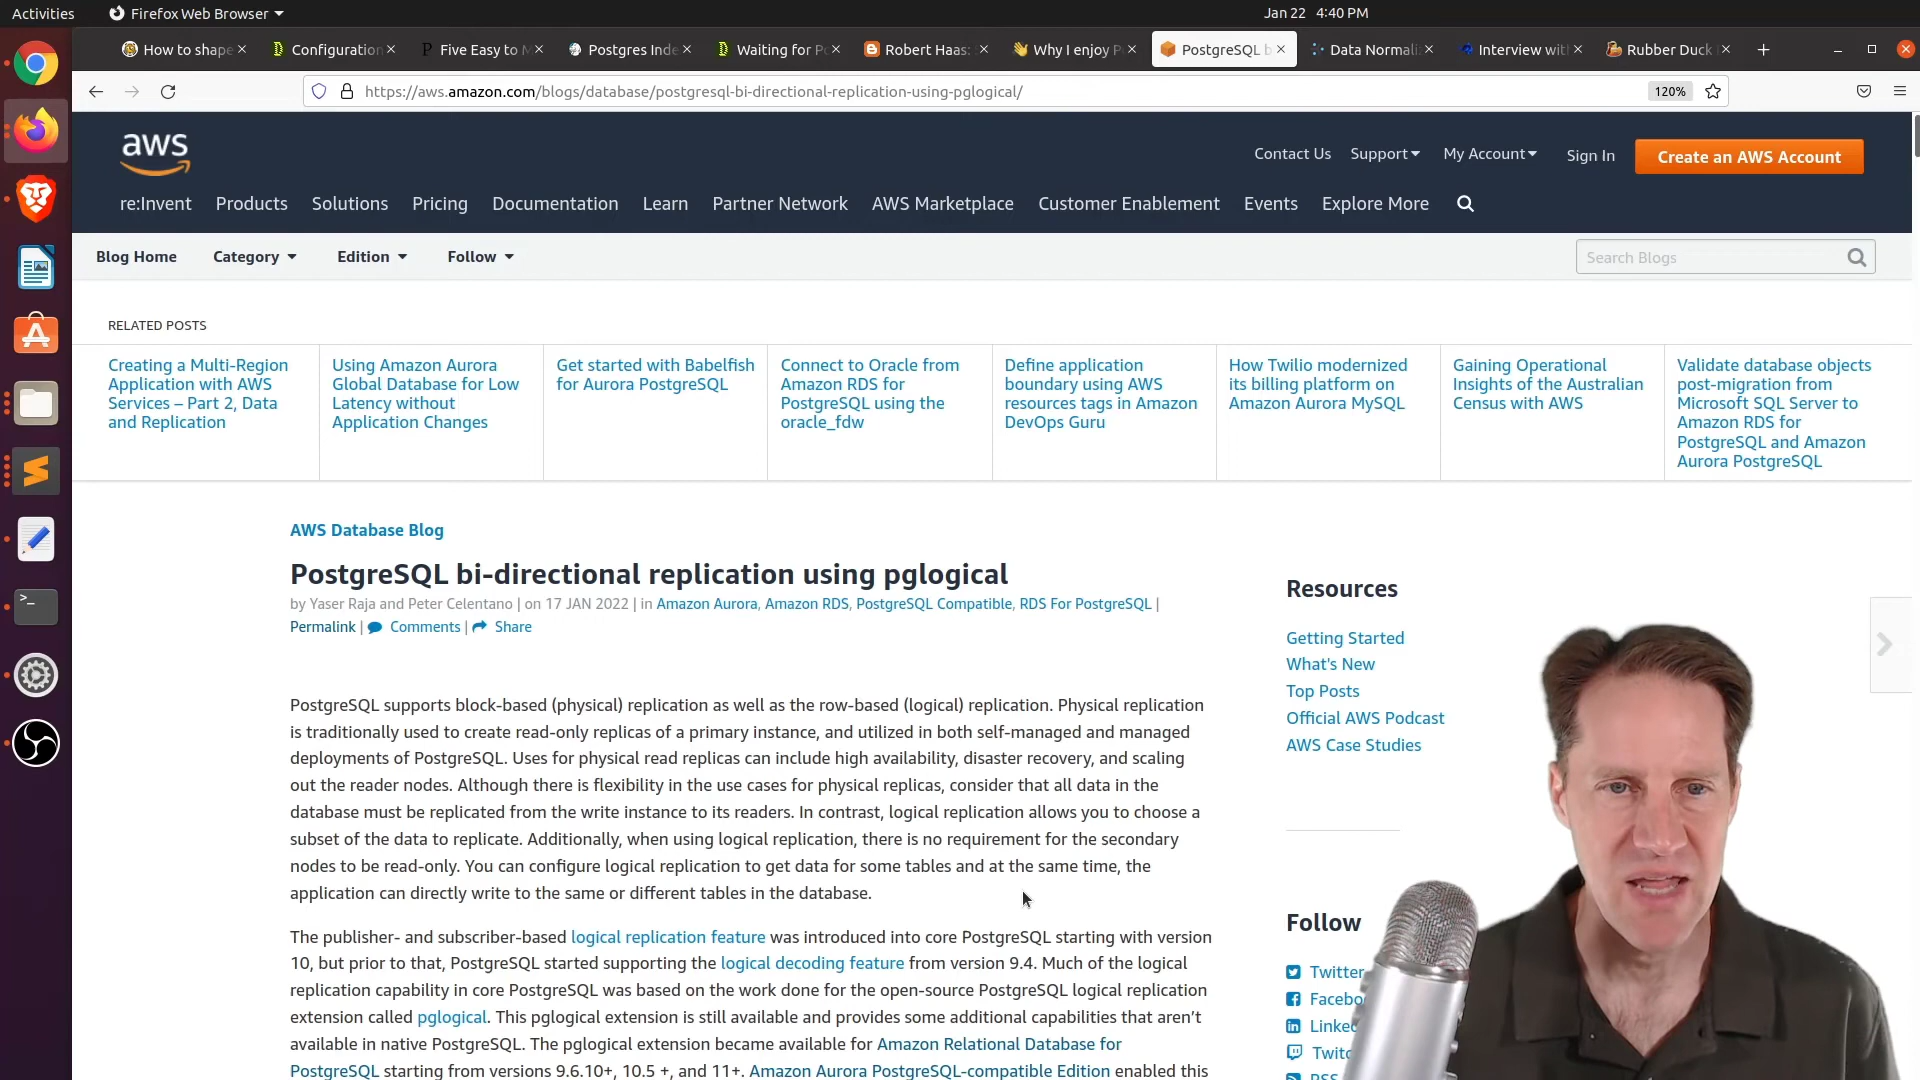 Activities
Firefox Web Browser
Jan 22 4:40 PM
How to shape
Configuration
Five Easy to M
Postgres Inde
Waiting for Po
Robert Haas:
Why I enjoy P
PostgreSQL b
Data Normali
Interview wit
Rubber Duck
https://aws.amazon.com/blogs/database/postgresql-bi-directional-replication-using-pglogical/
120%
aws
Contact Us
Support
My Account
Sign In
Create an AWS Account
re:Invent
Products
Solutions
Pricing
Documentation
Learn
Partner Network
AWS Marketplace
Customer Enablement
Events
Explore More
Blog Home
Category
Edition
Follow
Search Blogs
RELATED POSTS
Creating a Multi-Region
Application with AWS
Services – Part 2, Data
and Replication
Using Amazon Aurora
Global Database for Low
Latency without
Application Changes
Get started with Babelfish
for Aurora PostgreSQL
Connect to Oracle from
Amazon RDS for
PostgreSQL using the
oracle_fdw
Define application
boundary using AWS
resources tags in Amazon
DevOps Guru
How Twilio modernized
its billing platform on
Amazon Aurora MySQL
Gaining Operational
Insights of the Australian
Census with AWS
Validate database objects
post-migration from
Microsoft SQL Server to
Amazon RDS for
PostgreSQL and Amazon
Aurora PostgreSQL
AWS Database Blog
PostgreSQL bi-directional replication using pglogical
by Yaser Raja and Peter Celentano | on 17 JAN 2022 | in Amazon Aurora, Amazon RDS, PostgreSQL Compatible, RDS For PostgreSQL |
Permalink | Comments | Share
PostgreSQL supports block-based (physical) replication as well as the row-based (logical) replication. Physical replication
is traditionally used to create read-only replicas of a primary instance, and utilized in both self-managed and managed
deployments of PostgreSQL. Uses for physical read replicas can include high availability, disaster recovery, and scaling
out the reader nodes. Although there is flexibility in the use cases for physical replicas, consider that all data in the
database must be replicated from the write instance to its readers. In contrast, logical replication allows you to choose a
subset of the data to replicate. Additionally, when using logical replication, there is no requirement for the secondary
nodes to be read-only. You can configure logical replication to get data for some tables and at the same time, the
application can directly write to the same or different tables in the database.
The publisher- and subscriber-based logical replication feature was introduced into core PostgreSQL starting with version
10, but prior to that, PostgreSQL started supporting the logical decoding feature from version 9.4. Much of the logical
replication capability in core PostgreSQL was based on the work done for the open-source PostgreSQL logical replication
extension called pglogical. This pglogical extension is still available and provides some additional capabilities that aren't
available in native PostgreSQL. The pglogical extension became available for Amazon Relational Database for
PostgreSQL starting from versions 9.6.10+, 10.5 +, and 11+. Amazon Aurora PostgreSQL-compatible Edition enabled this
Resources
Getting Started
What's New
Top Posts
Official AWS Podcast
AWS Case Studies
Follow
Twitter
Facebo
Linked
Twitc
RSS